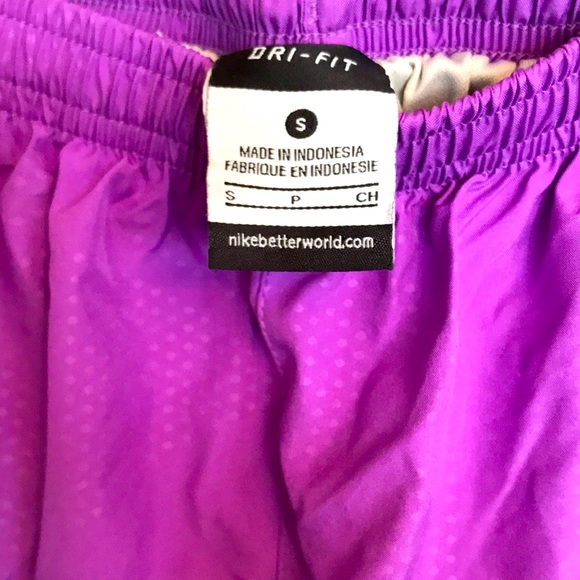 DRI-FIT
S
MADE IN INDONESIA
FABRIQUE EN INDONESIE
S P CH
nikebetterworld.com